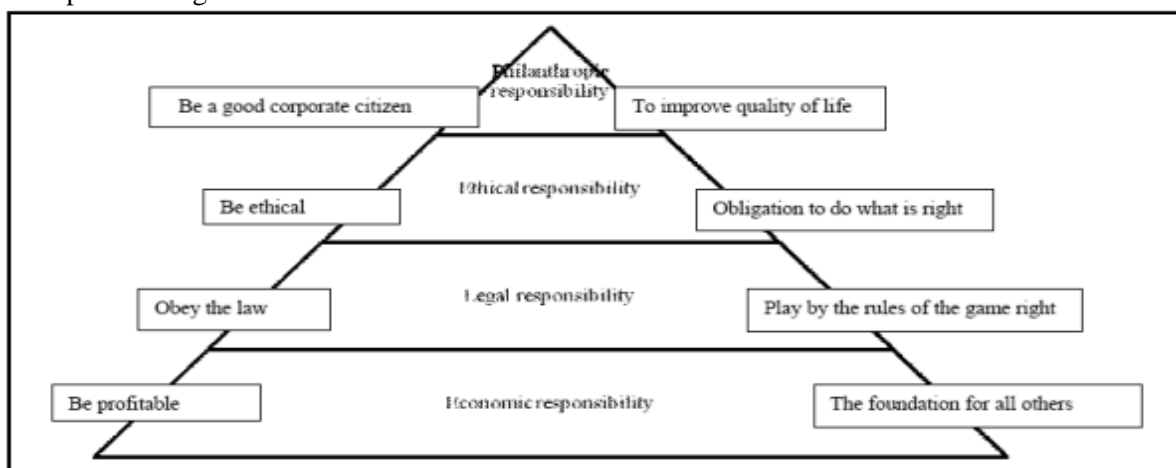 Philanthropic
responsibility
Be a good corporate citizen
To improve quality of life
Ethical responsibility
Be ethical
Obligation to do what is right
Legal responsibility
Obey the law
Play by the rules of the game right
Economic responsibility
Be profitable
The foundation for all others